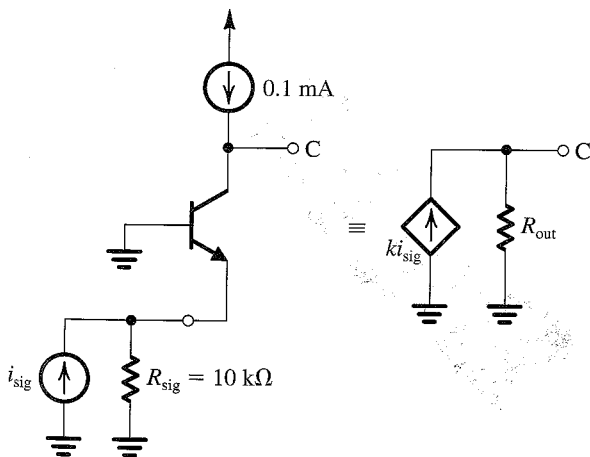 0.1 mA
C
C
≡
ki_sig
R_out
i_sig
R_sig = 10 kΩ